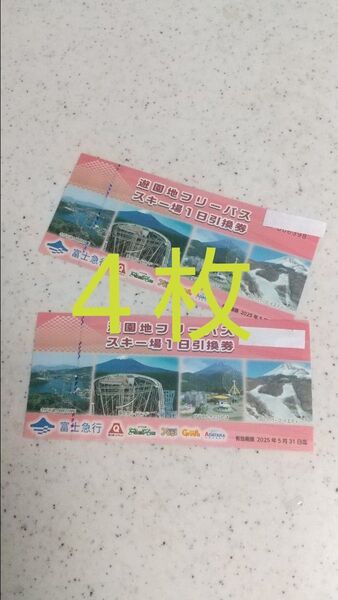 遊園地フリーパス
スキー場1日引換券
富士急行
4枚
遊園地フリーパス
スキー場1日引換券
富士急行
有効期限 2025年5月31日迄